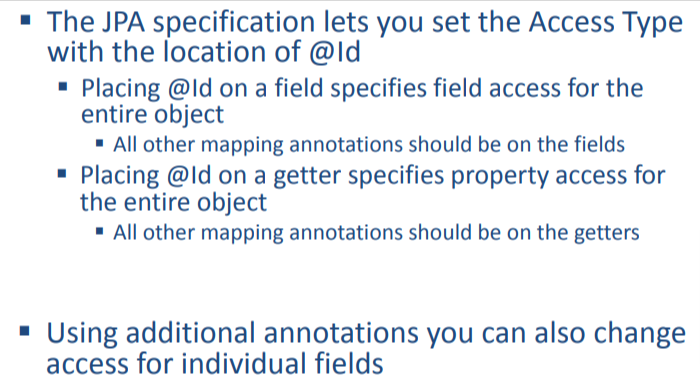 ▪ The JPA specification lets you set the Access Type
with the location of @Id
▪ Placing @Id on a field specifies field access for the
entire object
▪ All other mapping annotations should be on the fields
▪ Placing @Id on a getter specifies property access for
the entire object
▪ All other mapping annotations should be on the getters
▪ Using additional annotations you can also change
access for individual fields